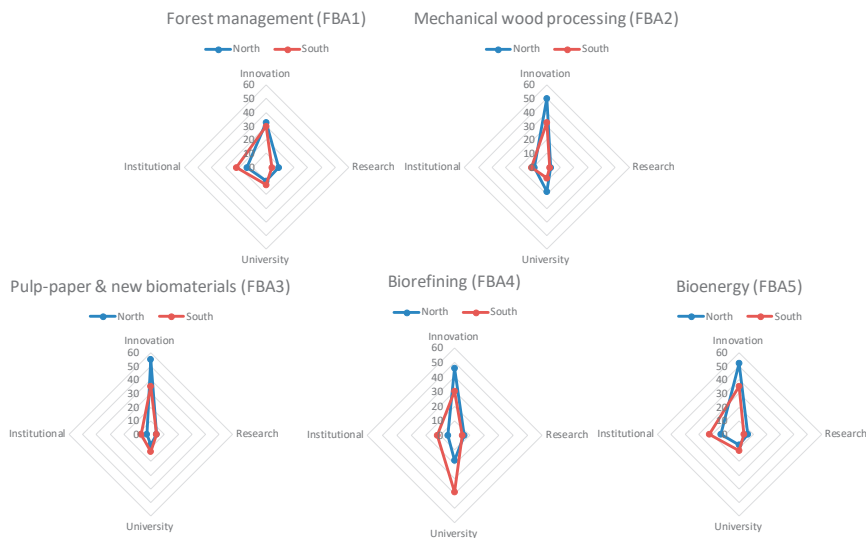 Forest management (FBA1)
North South
Innovation
60
50
40
30
20
10
0
Institutional
Research
University
Mechanical wood processing (FBA2)
North South
Innovation
60
50
40
30
20
10
0
Institutional
Research
University
Pulp-paper & new biomaterials (FBA3)
North South
Innovation
60
50
40
30
20
10
0
Institutional
Research
University
Biorefining (FBA4)
North South
Innovation
60
50
40
30
20
10
0
Institutional
Research
University
Bioenergy (FBA5)
North South
Innovation
60
50
40
30
20
10
0
Institutional
Research
University